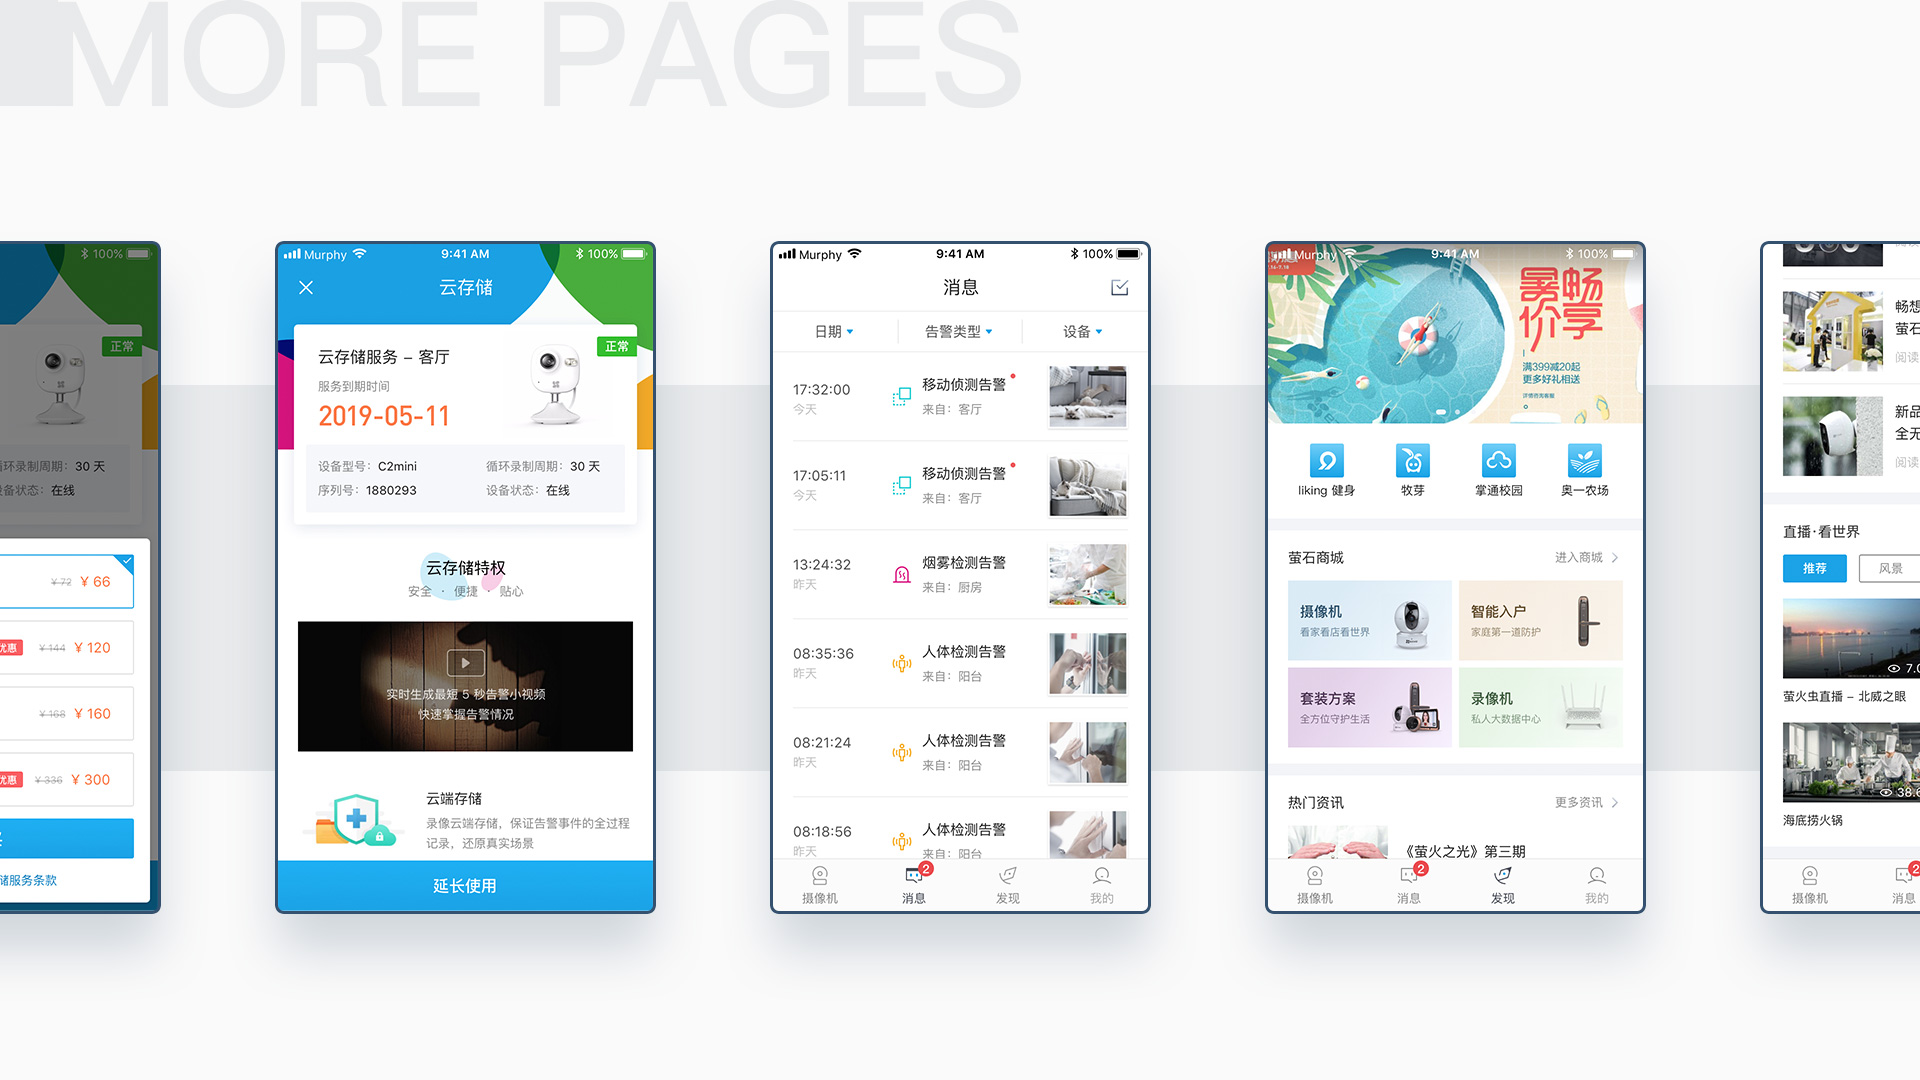 MORE PAGES
100%
正常
循环录制周期：30 天
设备状态：在线
¥ 72 ¥ 66
优惠 ¥ 144 ¥ 120
¥ 168 ¥ 160
优惠 ¥ 336 ¥ 300
储服务条款
Murphy 9:41 AM 100%
云存储
云存储服务 – 客厅
正常
服务到期时间
2019-05-11
设备型号：C2mini
循环录制周期：30 天
序列号：1880293
设备状态：在线
云存储特权
安全 · 便捷 · 贴心
实时生成最短 5 秒告警小视频
快速掌握告警情况
云端存储
录像云端存储，保证告警事件的全过程
记录，还原真实场景
延长使用
Murphy 9:41 AM 100%
消息
日期 告警类型 设备
17:32:00
今天
移动侦测告警
来自：客厅
17:05:11
今天
移动侦测告警
来自：客厅
13:24:32
昨天
烟雾检测告警
来自：厨房
08:35:36
昨天
人体检测告警
来自：阳台
08:21:24
昨天
人体检测告警
来自：阳台
08:18:56
昨天
人体检测告警
来自：阳台
2
摄像机 消息 发现 我的
Murphy 9:41 AM 100%
畅享
暑价
满399减20起
更多好礼相送
liking 健身 牧芽 掌通校园 奥一农场
萤石商城 进入商城
摄像机
看家看店看世界
智能入户
家庭第一道防护
套装方案
全方位守护生活
录像机
私人大数据中心
热门资讯 更多资讯
《萤火之光》第三期
2
摄像机 消息 发现 我的
畅想
萤石
阅读
新品
全无
阅读
直播·看世界
推荐 风景
7.0
萤火虫直播 – 北威之眼
38.6
海底捞火锅
2
摄像机 消息